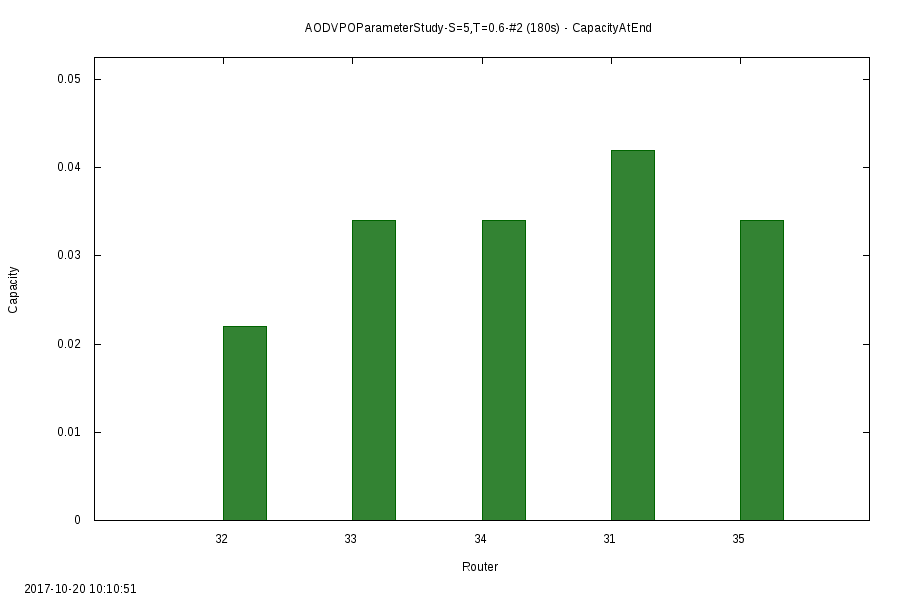 AODVPOParameterStudy-S=5,T=0.6-#2 (180s) - CapacityAtEnd
0.05
0.04
0.03
0.02
0.01
0
Capacity
32 33 34 31 35
Router
2017-10-20 10:10:51